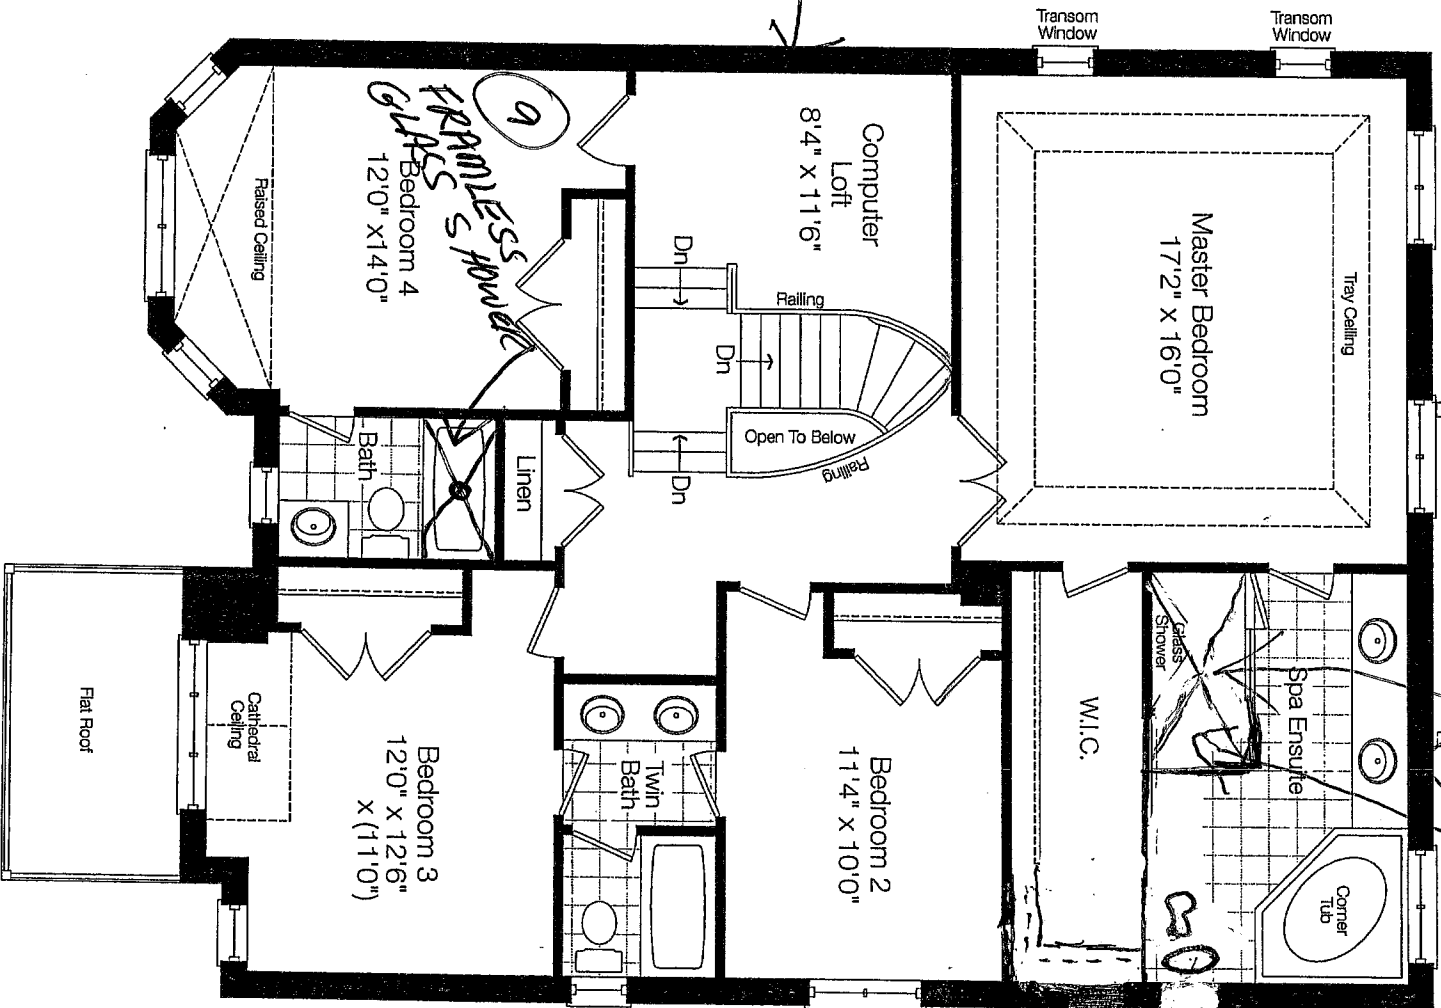 Transom
Window
Transom
Window
9
FRAMLESS
GLASS SHOWER
Bedroom 4
12'0" x14'0"
Raised Ceiling
Computer
Loft
8'4" x 11'6"
Master Bedroom
17'2" x 16'0"
Tray Ceiling
Dn
Railing
Dn
Open To Below
Railing
Dn
Bath
Linen
Glass
Shower
Spa Ensuite
W.I.C.
Corner
Tub
Bedroom 2
11'4" x 10'0"
Twin
Bath
Bedroom 3
12'0" x 12'6"
x (11'0")
Cathedral
Ceiling
Flat Roof